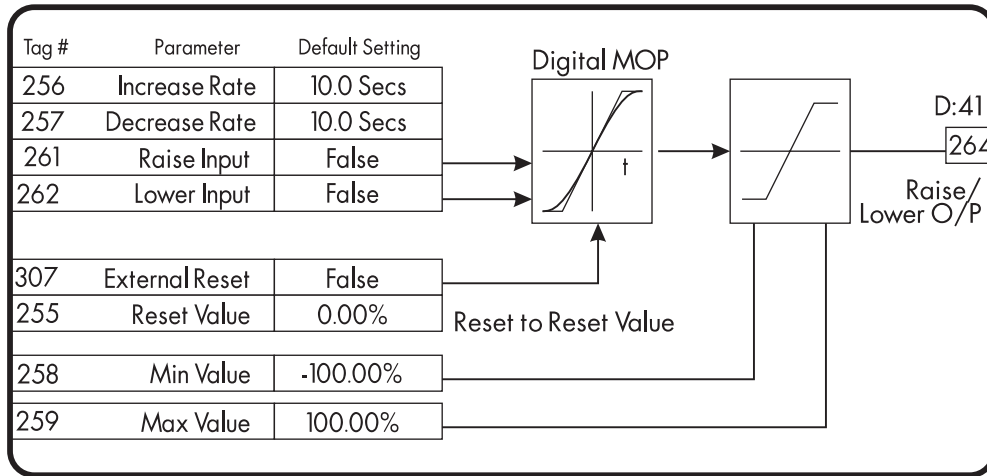 Tag # Parameter Default Setting
256 Increase Rate 10.0 Secs
257 Decrease Rate 10.0 Secs
261 Raise Input False
262 Lower Input False
307 External Reset False
255 Reset Value 0.00%
258 Min Value -100.00%
259 Max Value 100.00%
Digital MOP
t
Reset to Reset Value
D:41
264
Raise/
Lower O/P